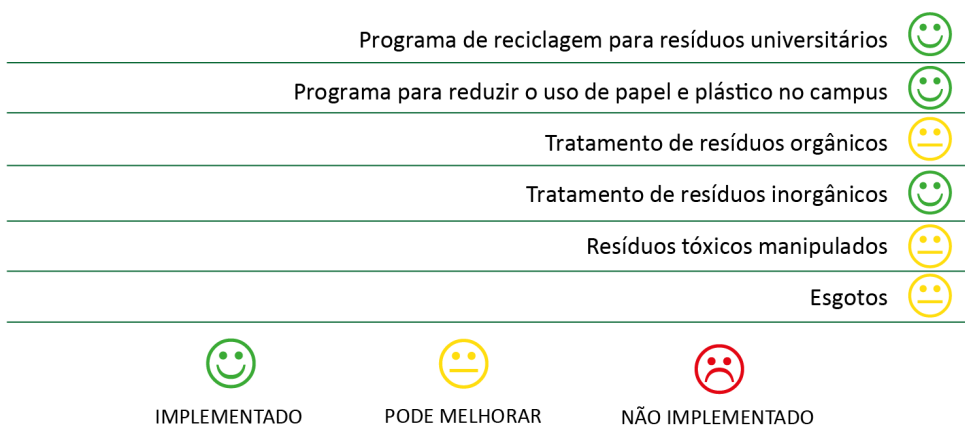 Programa de reciclagem para resíduos universitários
Programa para reduzir o uso de papel e plástico no campus
Tratamento de resíduos orgânicos
Tratamento de resíduos inorgânicos
Resíduos tóxicos manipulados
Esgotos
IMPLEMENTADO
PODE MELHORAR
NÃO IMPLEMENTADO